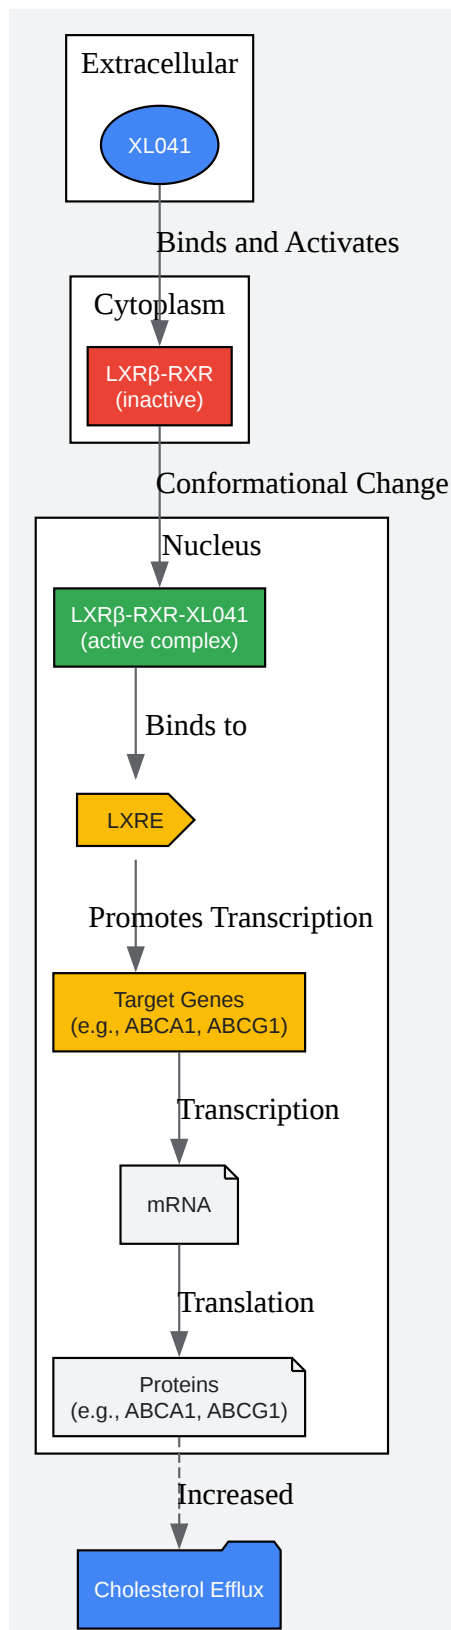 Extracellular
XL041
Binds and Activates
Cytoplasm
LXRβ-RXR
(inactive)
Conformational Change
Nucleus
LXRβ-RXR-XL041
(active complex)
Binds to
LXRE
Promotes Transcription
Target Genes
(e.g., ABCA1, ABCG1)
Transcription
mRNA
Translation
Proteins
(e.g., ABCA1, ABCG1)
Increased
Cholesterol Efflux